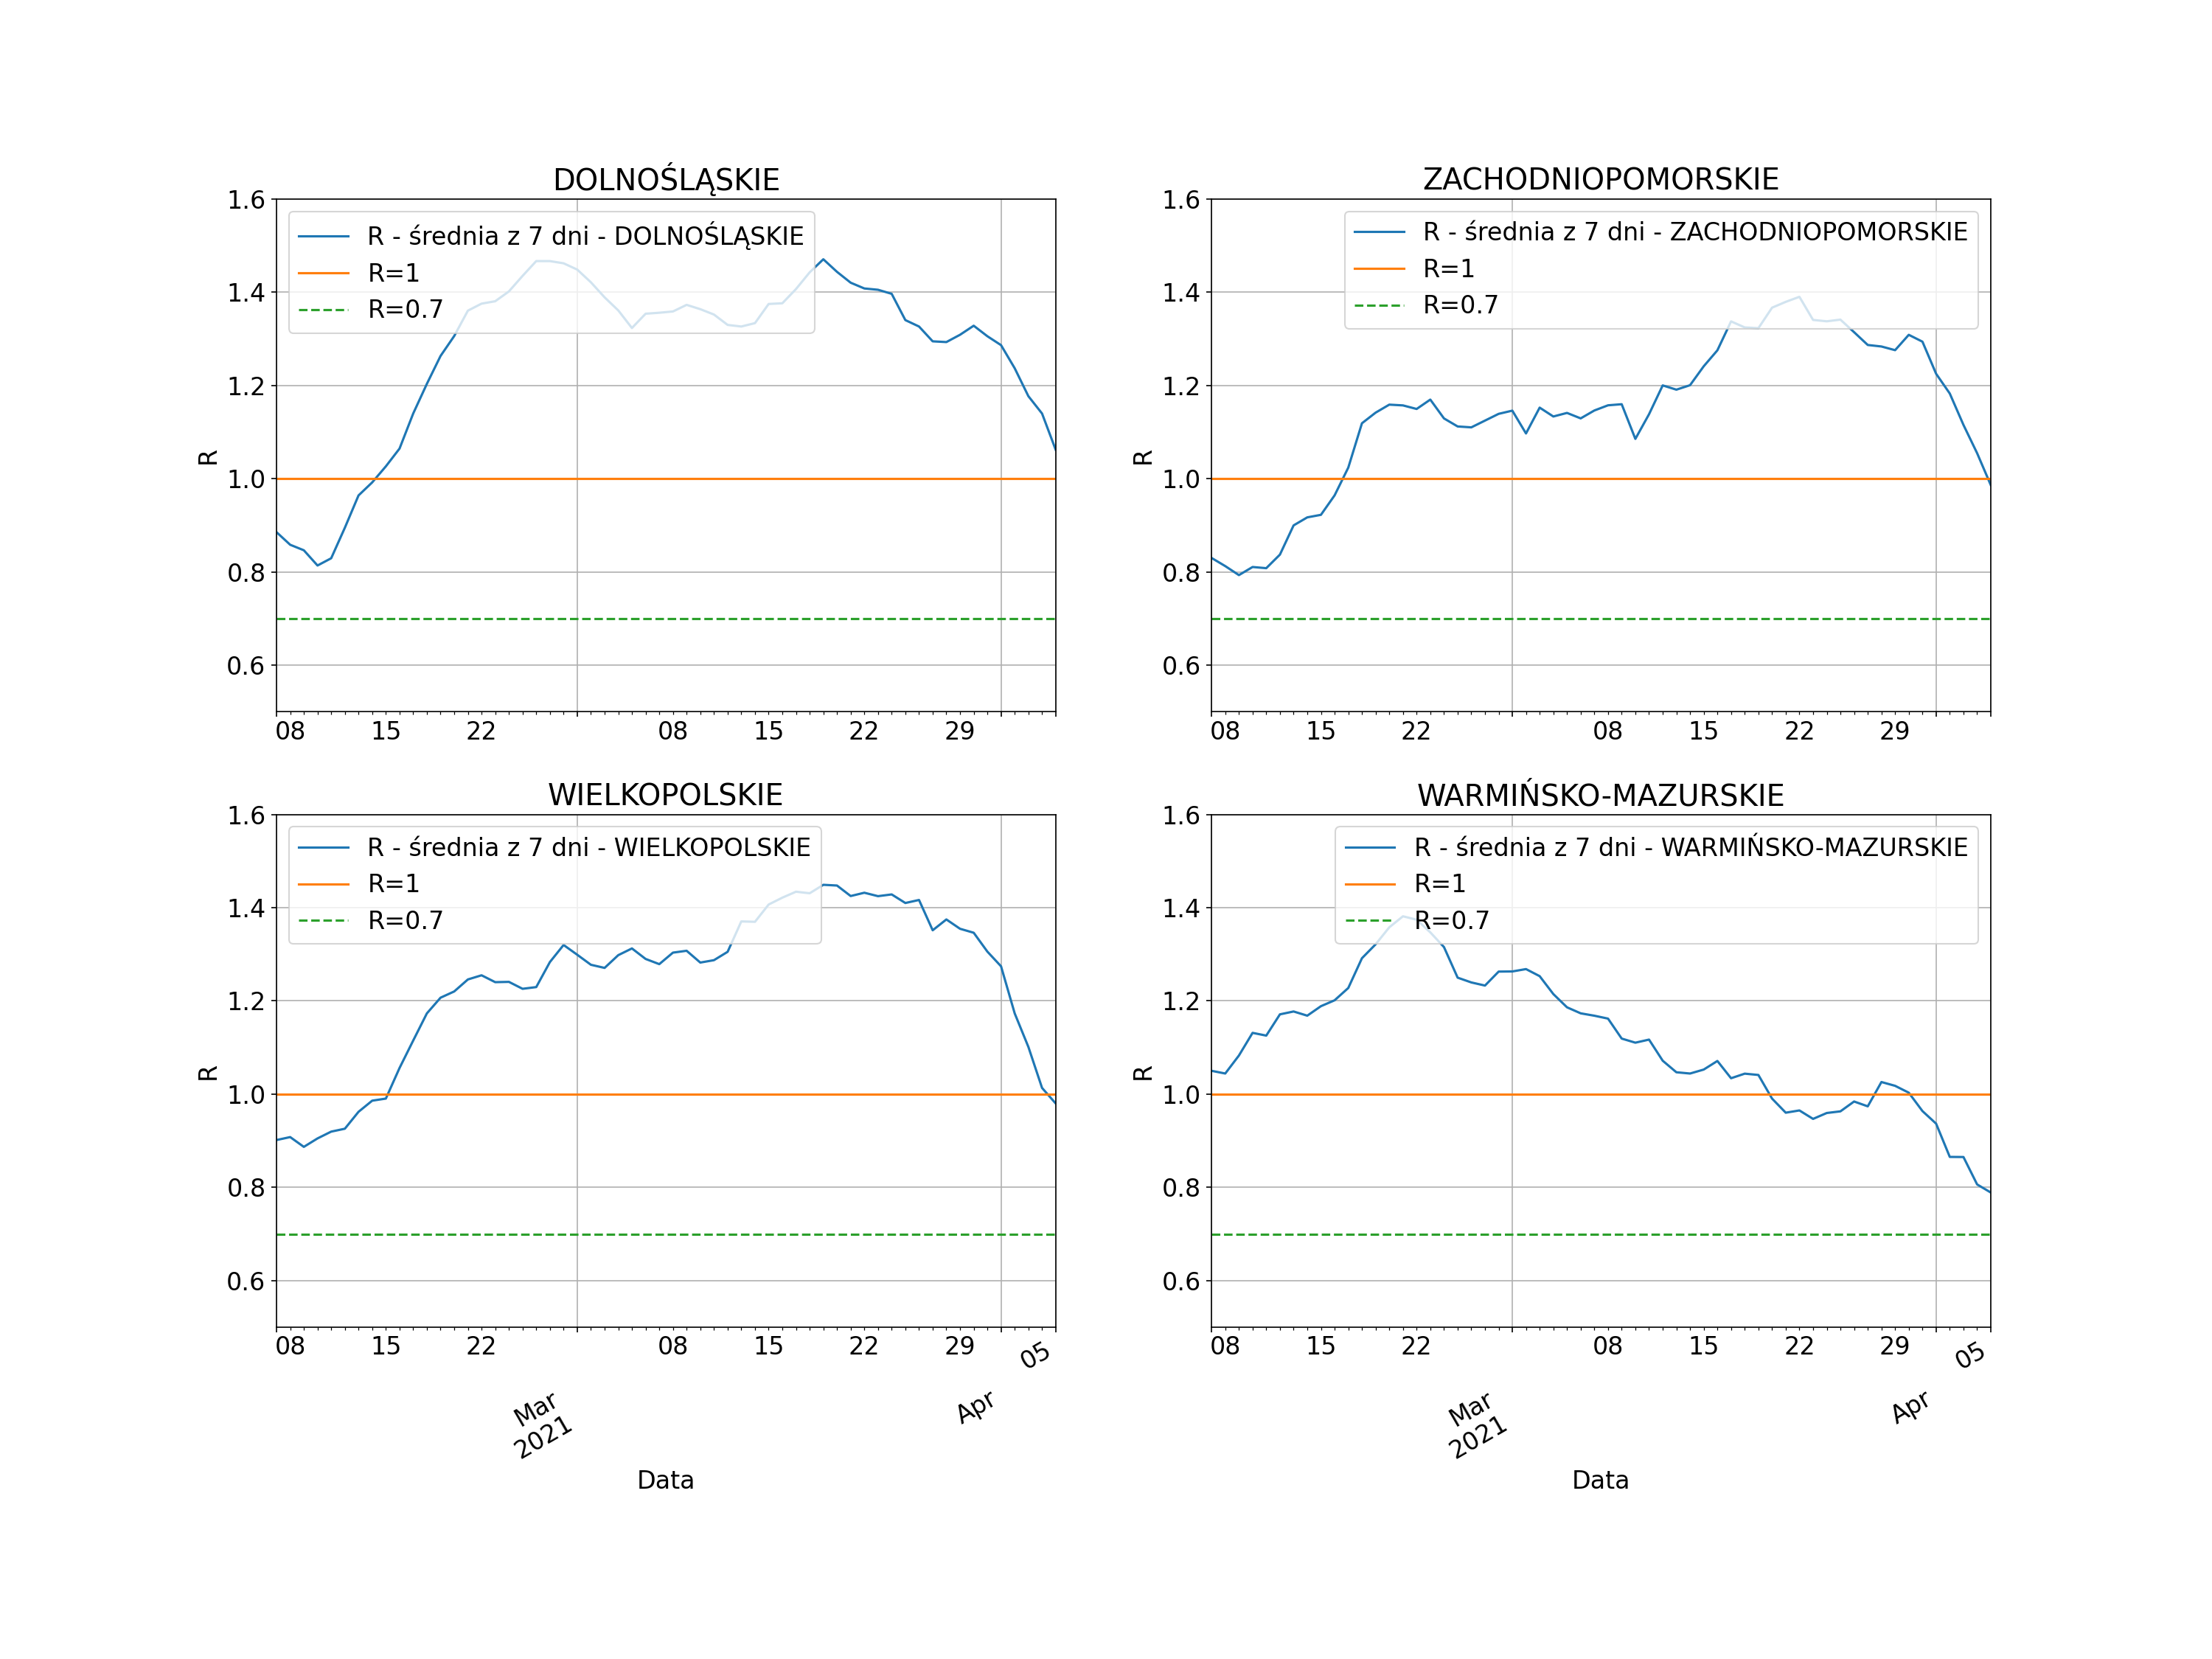 DOLNOŚLĄSKIE
1.6
1.4
1.2
1.0
0.8
0.6
R
R - średnia z 7 dni - DOLNOŚLĄSKIE
R=1
R=0.7
08 15 22 08 15 22 29
ZACHODNIOPOMORSKIE
1.6
1.4
1.2
1.0
0.8
0.6
R
R - średnia z 7 dni - ZACHODNIOPOMORSKIE
R=1
R=0.7
08 15 22 08 15 22 29
WIELKOPOLSKIE
1.6
1.4
1.2
1.0
0.8
0.6
R
R - średnia z 7 dni - WIELKOPOLSKIE
R=1
R=0.7
08 15 22 08 15 22 29 05
Mar Apr
2021
Data
WARMIŃSKO-MAZURSKIE
1.6
1.4
1.2
1.0
0.8
0.6
R
R - średnia z 7 dni - WARMIŃSKO-MAZURSKIE
R=1
R=0.7
08 15 22 08 15 22 29 05
Mar Apr
2021
Data